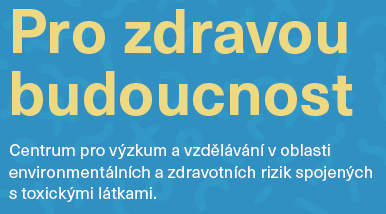 Pro zdravou
budoucnost
Centrum pro výzkum a vzdělávání v oblasti
environmentálních a zdravotních rizik spojených
s toxickými látkami.